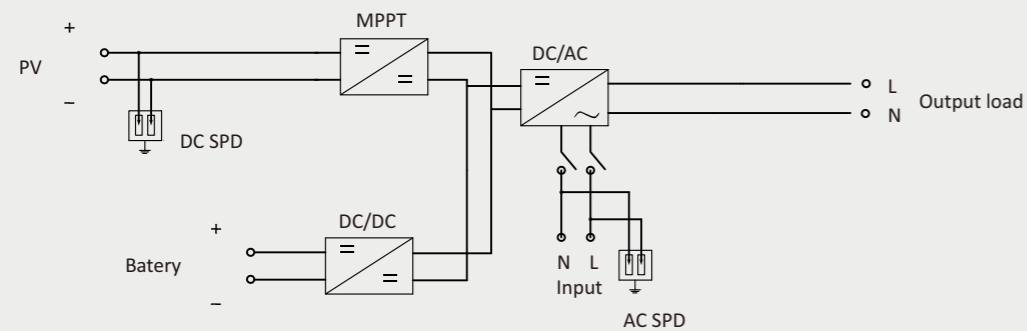 MPPT
+
PV
−
DC SPD
DC/AC
L
N
Output load
DC/DC
+
Batery
−
N L
Input
AC SPD